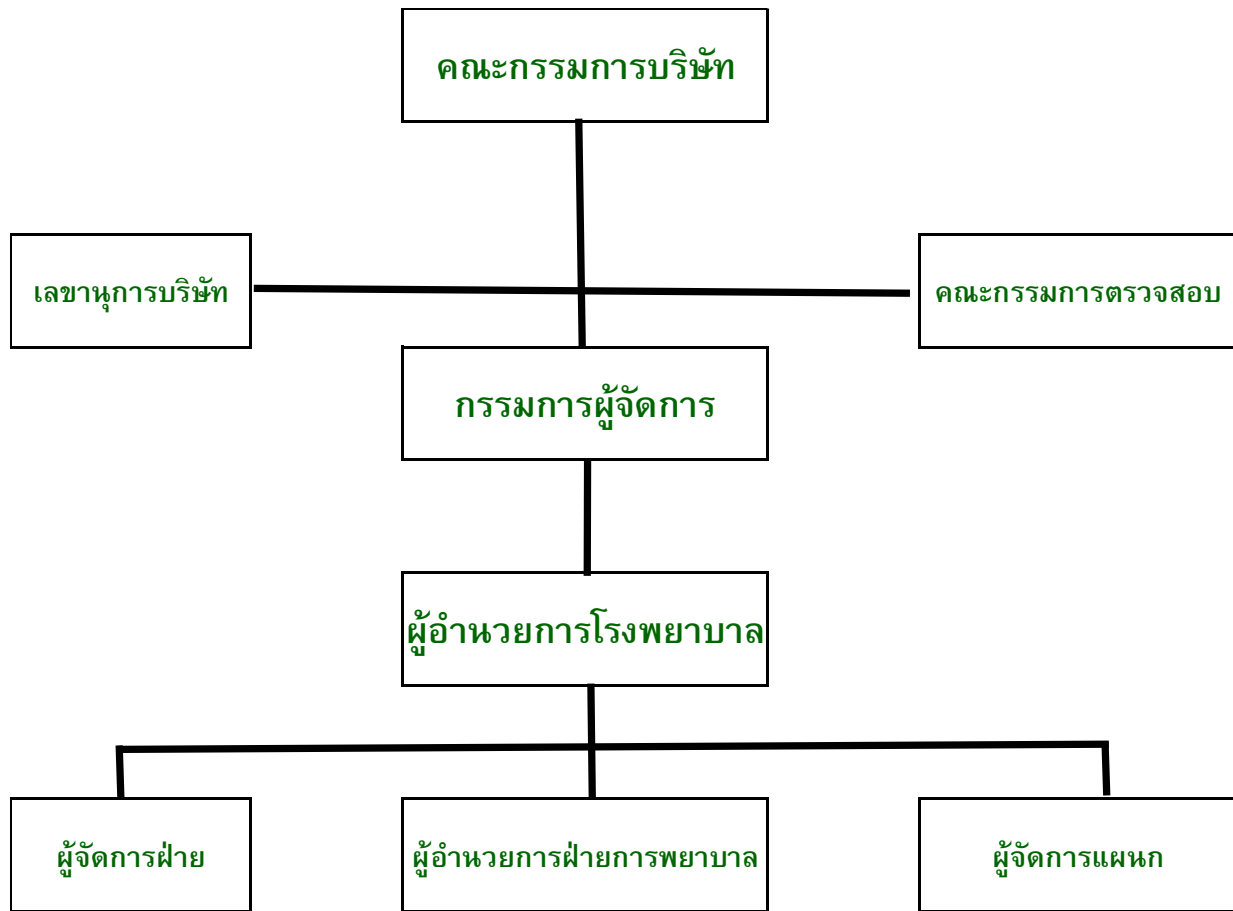 คณะกรรมการบริษัท
เลขานุการบริษัท
คณะกรรมการตรวจสอบ
กรรมการผู้จัดการ
ผู้อำนวยการโรงพยาบาล
ผู้จัดการฝ่าย
ผู้อำนวยการฝ่ายการพยาบาล
ผู้จัดการแผนก